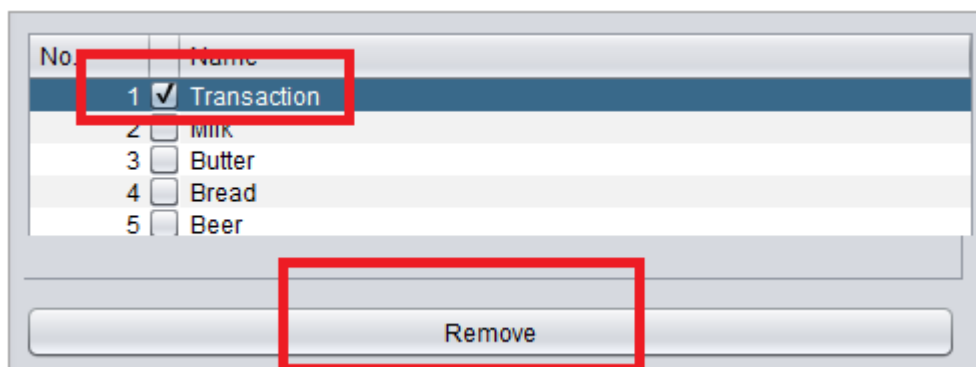 No. Name
1 Transaction
2 Milk
3 Butter
4 Bread
5 Beer
Remove